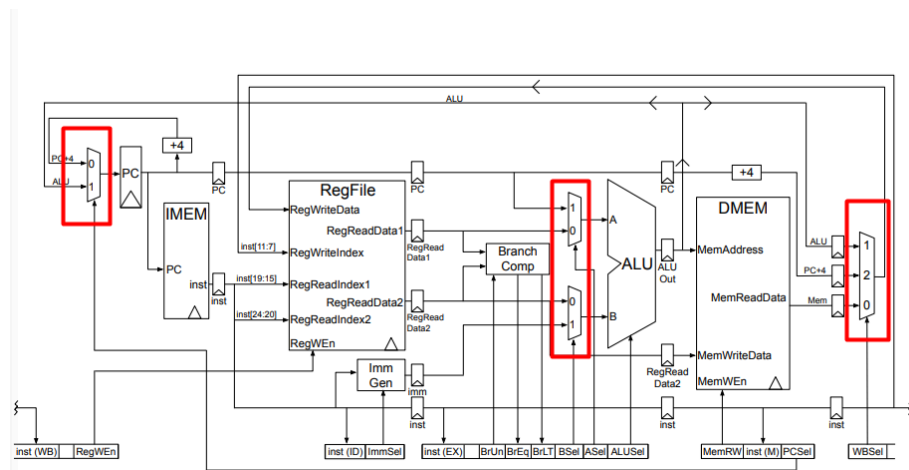 ALU
+4
PC+4
0
ALU
1
PC
PC
IMEM
PC
inst
inst
RegFile
RegWriteData
RegReadData1
inst[11:7]
RegWriteIndex
inst[19:15]
RegReadIndex1
RegReadData2
inst[24:20]
RegReadIndex2
RegWEn
PC
RegRead
Data1
RegRead
Data2
Branch
Comp
Imm
Gen
imm
inst
1
0
0
1
A
B
ALU
PC
ALU
Out
RegRead
Data2
inst
+4
DMEM
MemAddress
MemReadData
MemWriteData
MemWEn
ALU
1
PC+4
2
Mem
0
inst
inst (WB)
RegWEn
inst (ID)
ImmSel
inst (EX)
BrUn
BrEq
BrLT
BSel
ASel
ALUSel
MemRW
inst (M)
PCSel
WBSel